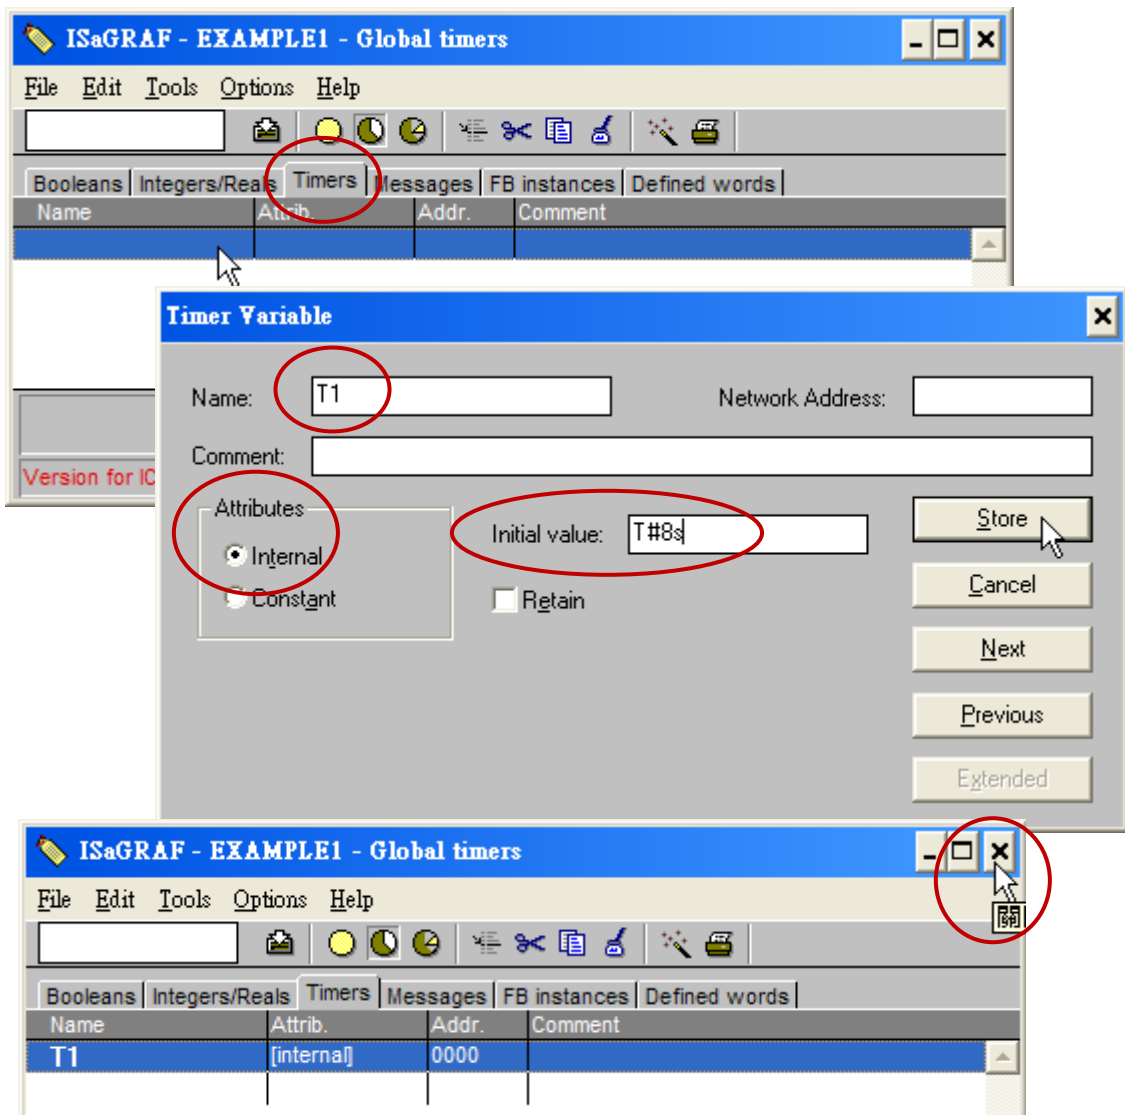 ISaGRAF - EXAMPLE1 - Global timers
File Edit Tools Options Help
Booleans Integers/Reals Timers Messages FB instances Defined words
Name Attrib. Addr. Comment
Timer Variable
Name: T1 Network Address:
Comment:
Version for IC
Attributes
Internal
Constant
Initial value: T#8s
Retain
Store
Cancel
Next
Previous
Extended
ISaGRAF - EXAMPLE1 - Global timers
關
File Edit Tools Options Help
Booleans Integers/Reals Timers Messages FB instances Defined words
Name Attrib. Addr. Comment
T1 [internal] 0000